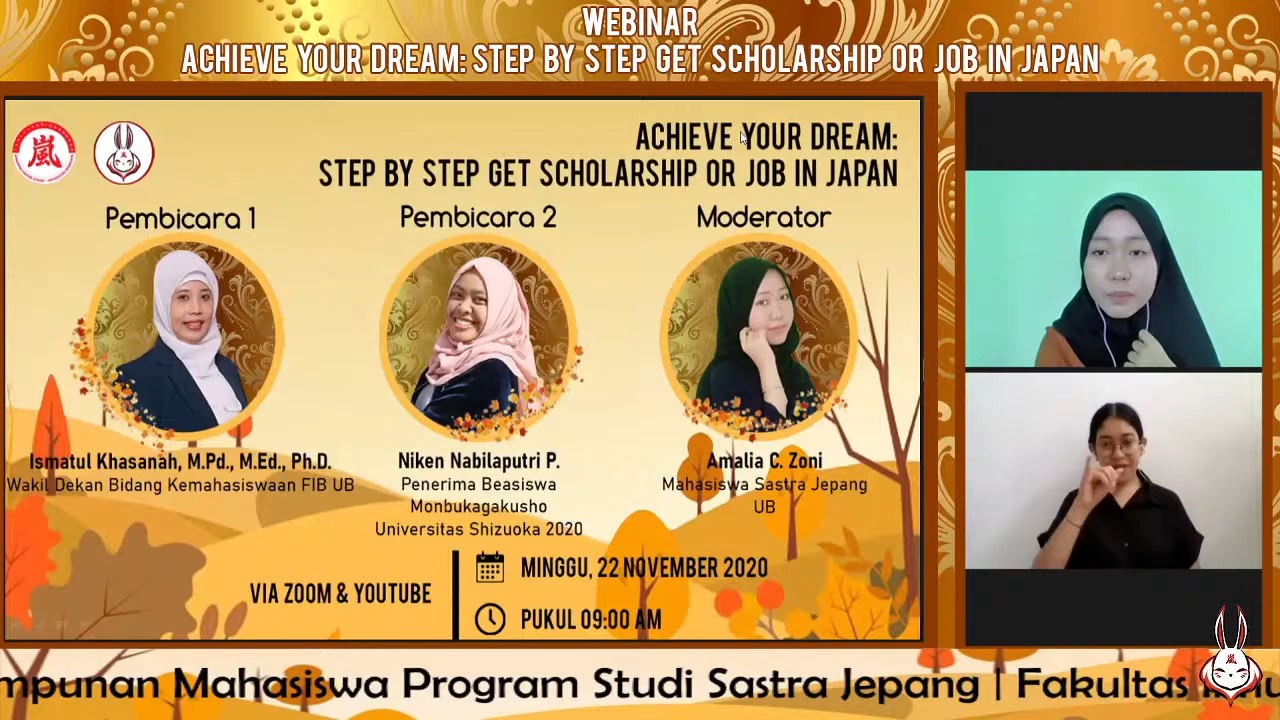 WEBINAR
ACHIEVE YOUR DREAM: STEP BY STEP GET SCHOLARSHIP OR JOB IN JAPAN
嵐
ACHIEVE YOUR DREAM:
STEP BY STEP GET SCHOLARSHIP OR JOB IN JAPAN
Pembicara 1
Ismatul Khasanah, M.Pd., M.Ed., Ph.D.
Wakil Dekan Bidang Kemahasiswaan FIB UB
Pembicara 2
Niken Nabilaputri P.
Penerima Beasiswa
Monbukagakusho
Universitas Shizuoka 2020
Moderator
Amalia C. Zoni
Mahasiswa Sastra Jepang
UB
VIA ZOOM & YOUTUBE
MINGGU, 22 NOVEMBER 2020
PUKUL 09:00 AM
mpunan Mahasiswa Program Studi Sastra Jepang | Fakultas